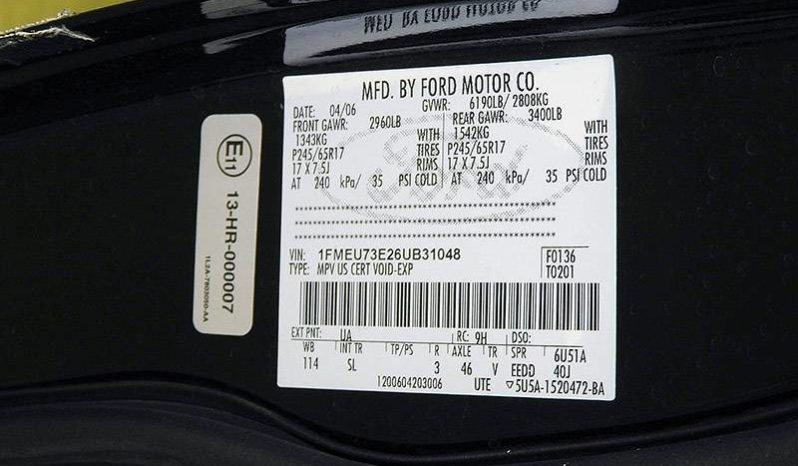 MFD. BY FORD MOTOR CO.
DATE: 04/06 GVWR: 6190LB/ 2808KG
FRONT GAWR: 2960LB REAR GAWR: 3400LB
1343KG WITH 1542KG WITH
P245/65R17 TIRES P245/65R17 TIRES
17 X 7.5J RIMS 17 X 7.5J RIMS
AT 240 kPa/ 35 PSI COLD AT 240 kPa/ 35 PSI COLD
VIN: 1FMEU73E26UB31048 F0136
TYPE: MPV US CERT VOID-EXP T0201
EXT PNT: UA RC: 9H DSO:
WB INT TR TP/PS R AXLE TR SPR 6U51A
114 SL 3 46 V EEDD 40J
1200604203006 UTE ▽5U5A-1520472-BA
E11
13-HR-000007
1L2A-7803050-AA